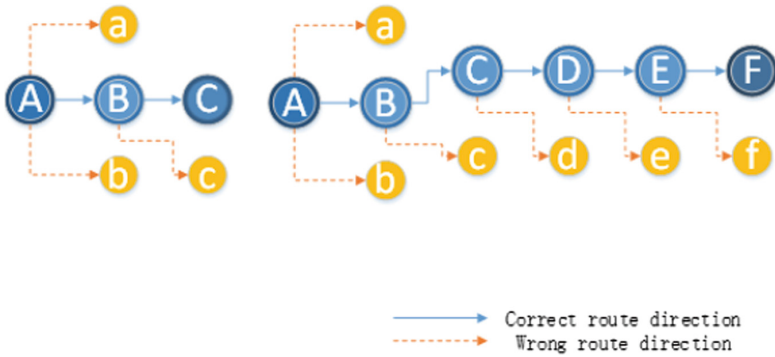 a a
A B C A B C D E F
b c b c d e f
Correct route direction
Wrong route direction